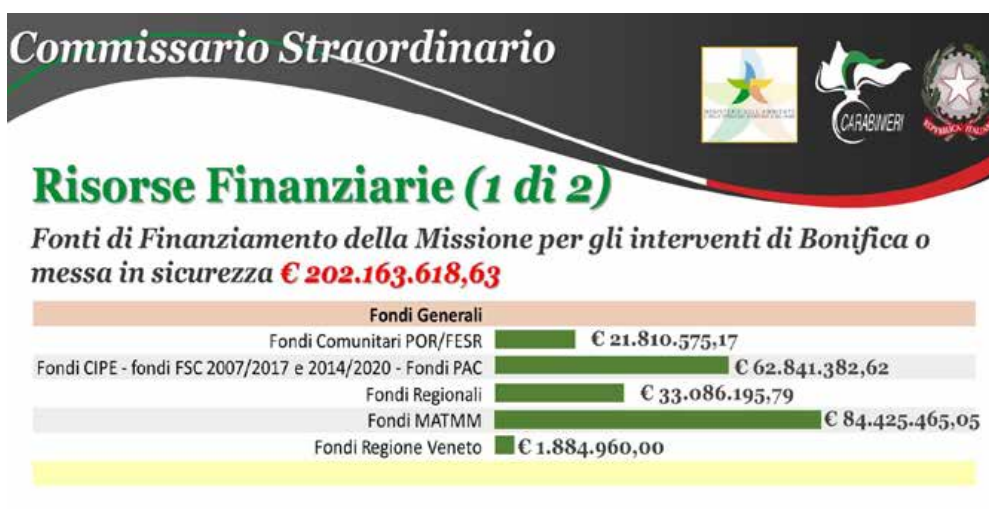 Commissario Straordinario
CARABINIERI
Risorse Finanziarie (1 di 2)
Fonti di Finanziamento della Missione per gli interventi di Bonifica o
messa in sicurezza € 202.163.618,63
Fondi Generali
Fondi Comunitari POR/FESR € 21.810.575,17
Fondi CIPE - fondi FSC 2007/2017 e 2014/2020 - Fondi PAC € 62.841.382,62
Fondi Regionali € 33.086.195,79
Fondi MATMM € 84.425.465,05
Fondi Regione Veneto € 1.884.960,00